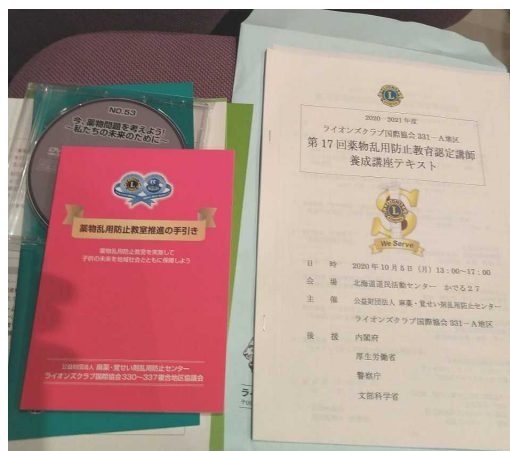 NO.53
今、薬物問題を考えよう!
~私たちの未来のために~
薬物乱用防止教室推進の手引き
薬物乱用防止教室を実施して
子供の未来を地域社会とともに保護しよう
公益財団法人 麻薬・覚せい剤乱用防止センター
ライオンズクラブ国際協会330~337複合地区協議会
2020-2021年度
ライオンズクラブ国際協会 331-A地区
第17回薬物乱用防止教育認定講師
養成講座テキスト
We Serve
日 時 2020年10月5日(月)13:00~17:00
会 場 北海道道民活動センター かでる27
主 催 公益財団法人 麻薬・覚せい剤乱用防止センター
ライオンズクラブ国際協会 331-A地区
後 援 内閣府
厚生労働省
警察庁
文部科学省